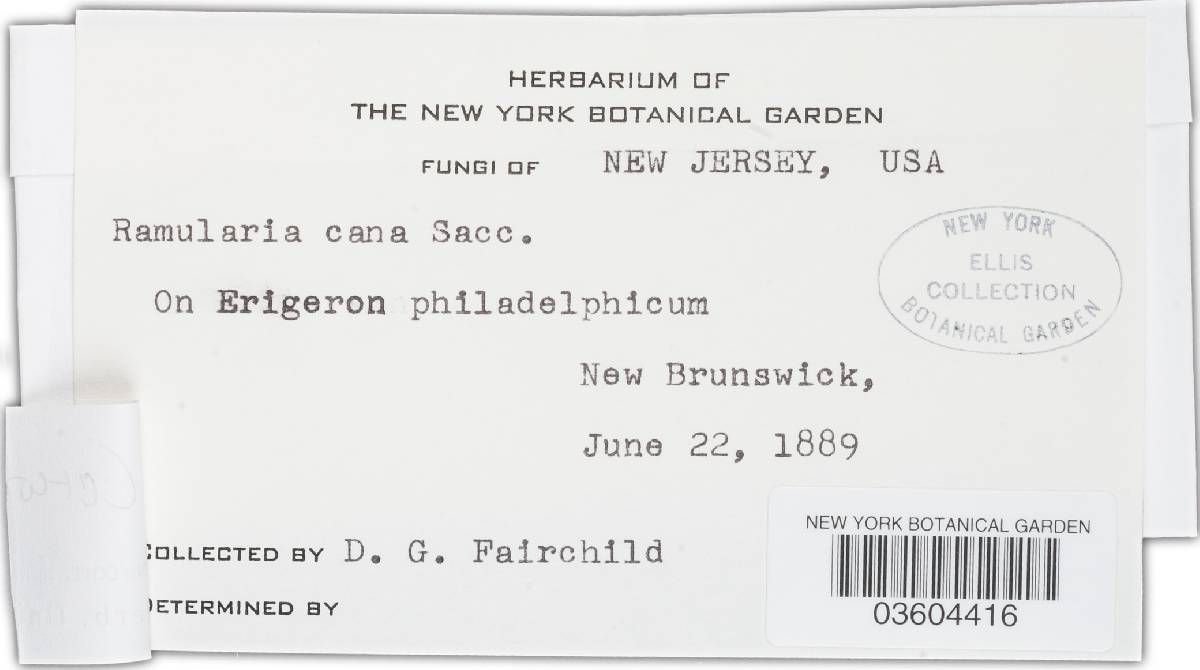 HERBARIUM OF
THE NEW YORK BOTANICAL GARDEN
FUNGI OF NEW JERSEY, USA
Ramularia cana Sacc.
On Erigeron philadelphicum
NEW YORK
ELLIS
COLLECTION
BOTANICAL GARDEN
New Brunswick,
June 22, 1889
COLLECTED BY D. G. Fairchild
DETERMINED BY
NEW YORK BOTANICAL GARDEN
03604416